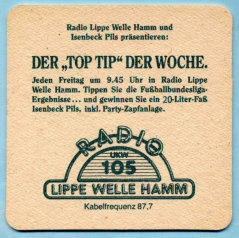 Radio Lippe Welle Hamm und
Isenbeck Pils präsentieren:
DER „TOP TIP“ DER WOCHE.
Jeden Freitag um 9.45 Uhr in Radio Lippe
Welle Hamm. Tippen Sie die Fußballbundesliga-
Ergebnisse ... und gewinnen Sie ein 20-Liter-Faß
Isenbeck Pils, inkl. Party-Zapfanlage.
RADIO
UKW
105
LIPPE WELLE HAMM
Kabelfrequenz 87,7